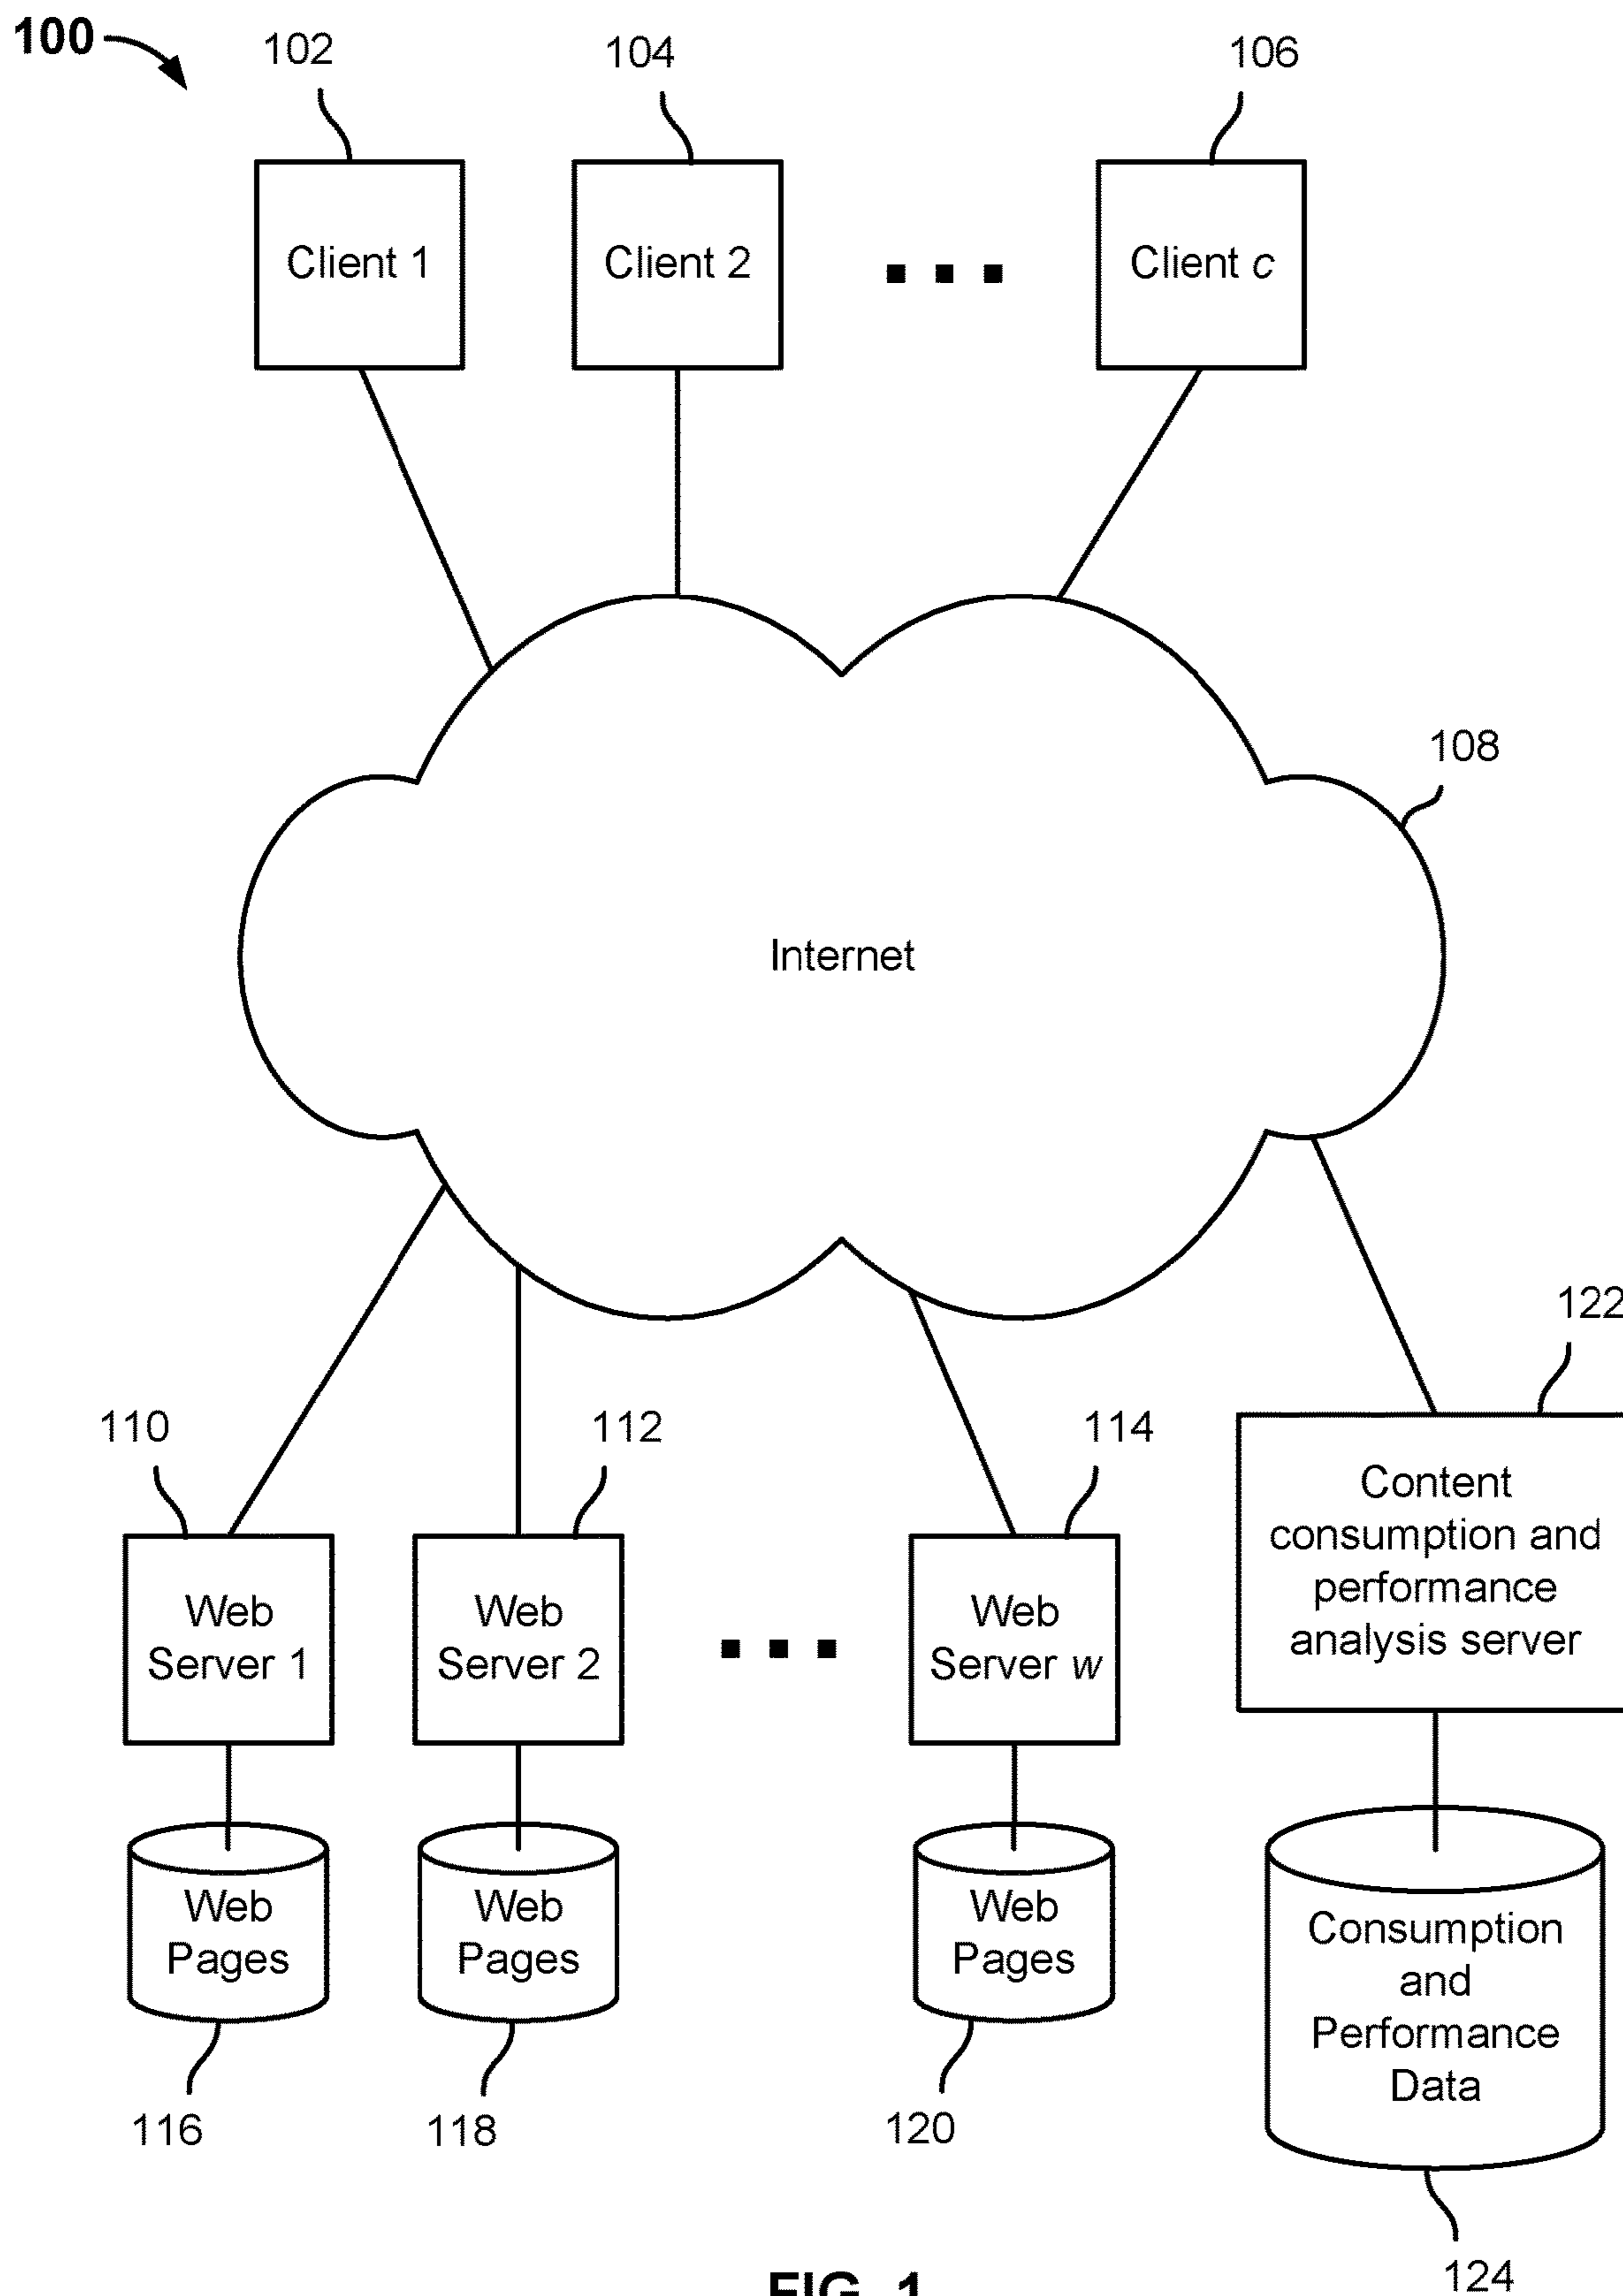 100
102
104
106
Client 1
Client 2
Client c
108
Internet
122
110
112
114
Content
consumption and
performance
analysis server
Web
Server 1
Web
Server 2
Web
Server w
Web
Pages
Web
Pages
Web
Pages
Consumption
and
Performance
Data
116
118
120
124
FIG. 1